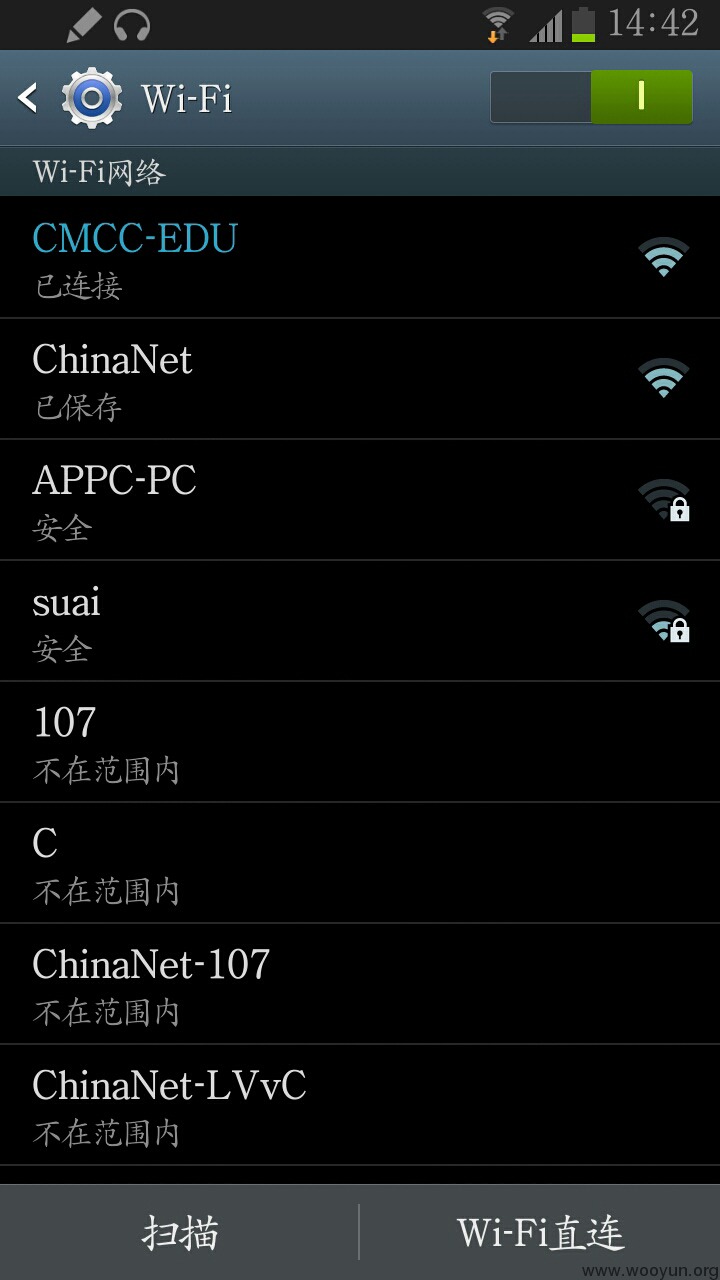 14:42
Wi-Fi
Wi-Fi网络
CMCC-EDU
已连接
ChinaNet
已保存
APPC-PC
安全
suai
安全
107
不在范围内
C
不在范围内
ChinaNet-107
不在范围内
ChinaNet-LVvC
不在范围内
扫描
Wi-Fi直连
www.wooyun.org